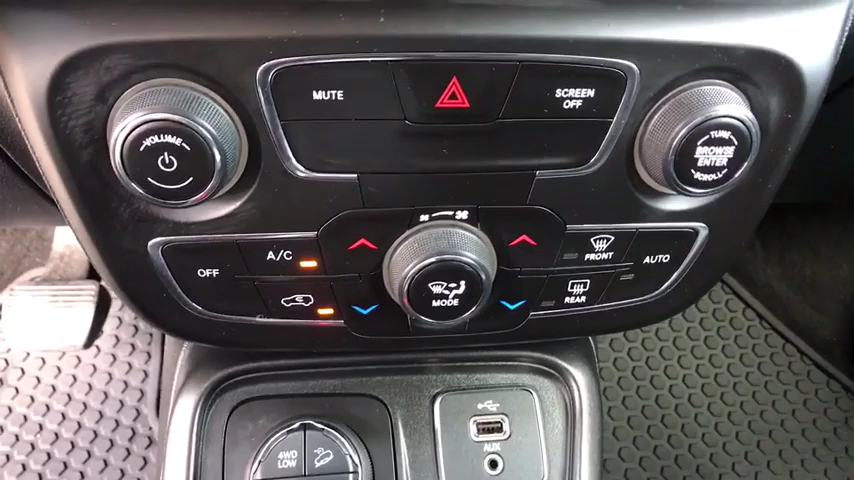 MUTE
SCREEN
OFF
VOLUME
TUNE
BROWSE
ENTER
SCROLL
OFF
A/C
MODE
FRONT
REAR
AUTO
4WD
LOW
AUX